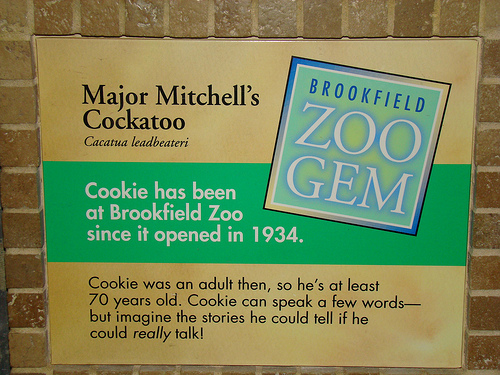 Major Mitchell's
Cockatoo
Cacatua leadbeateri
BROOKFIELD
ZOO
GEM
Cookie has been
at Brookfield Zoo
since it opened in 1934.
Cookie was an adult then, so he's at least
70 years old. Cookie can speak a few words—
but imagine the stories he could tell if he
could really talk!